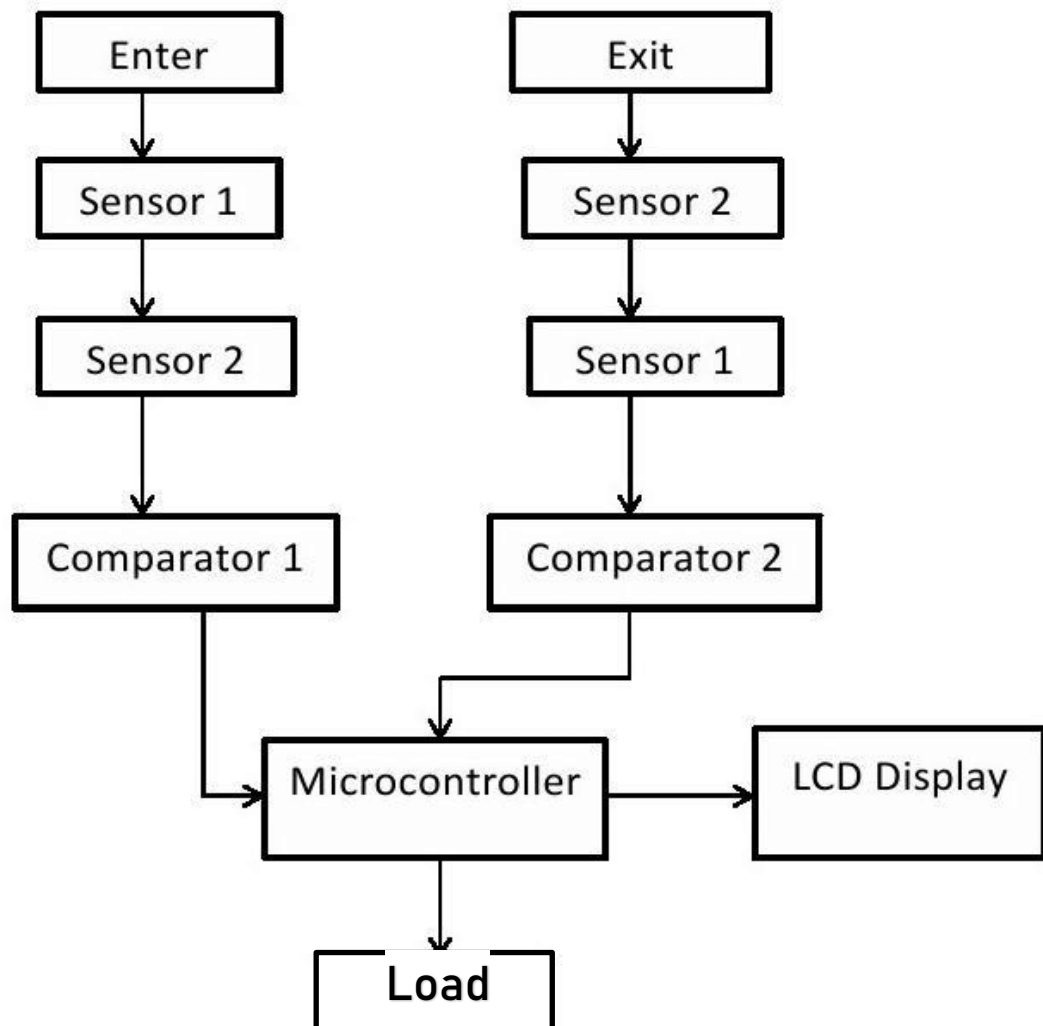 Enter
Exit
Sensor 1
Sensor 2
Sensor 2
Sensor 1
Comparator 1
Comparator 2
Microcontroller
LCD Display
Load